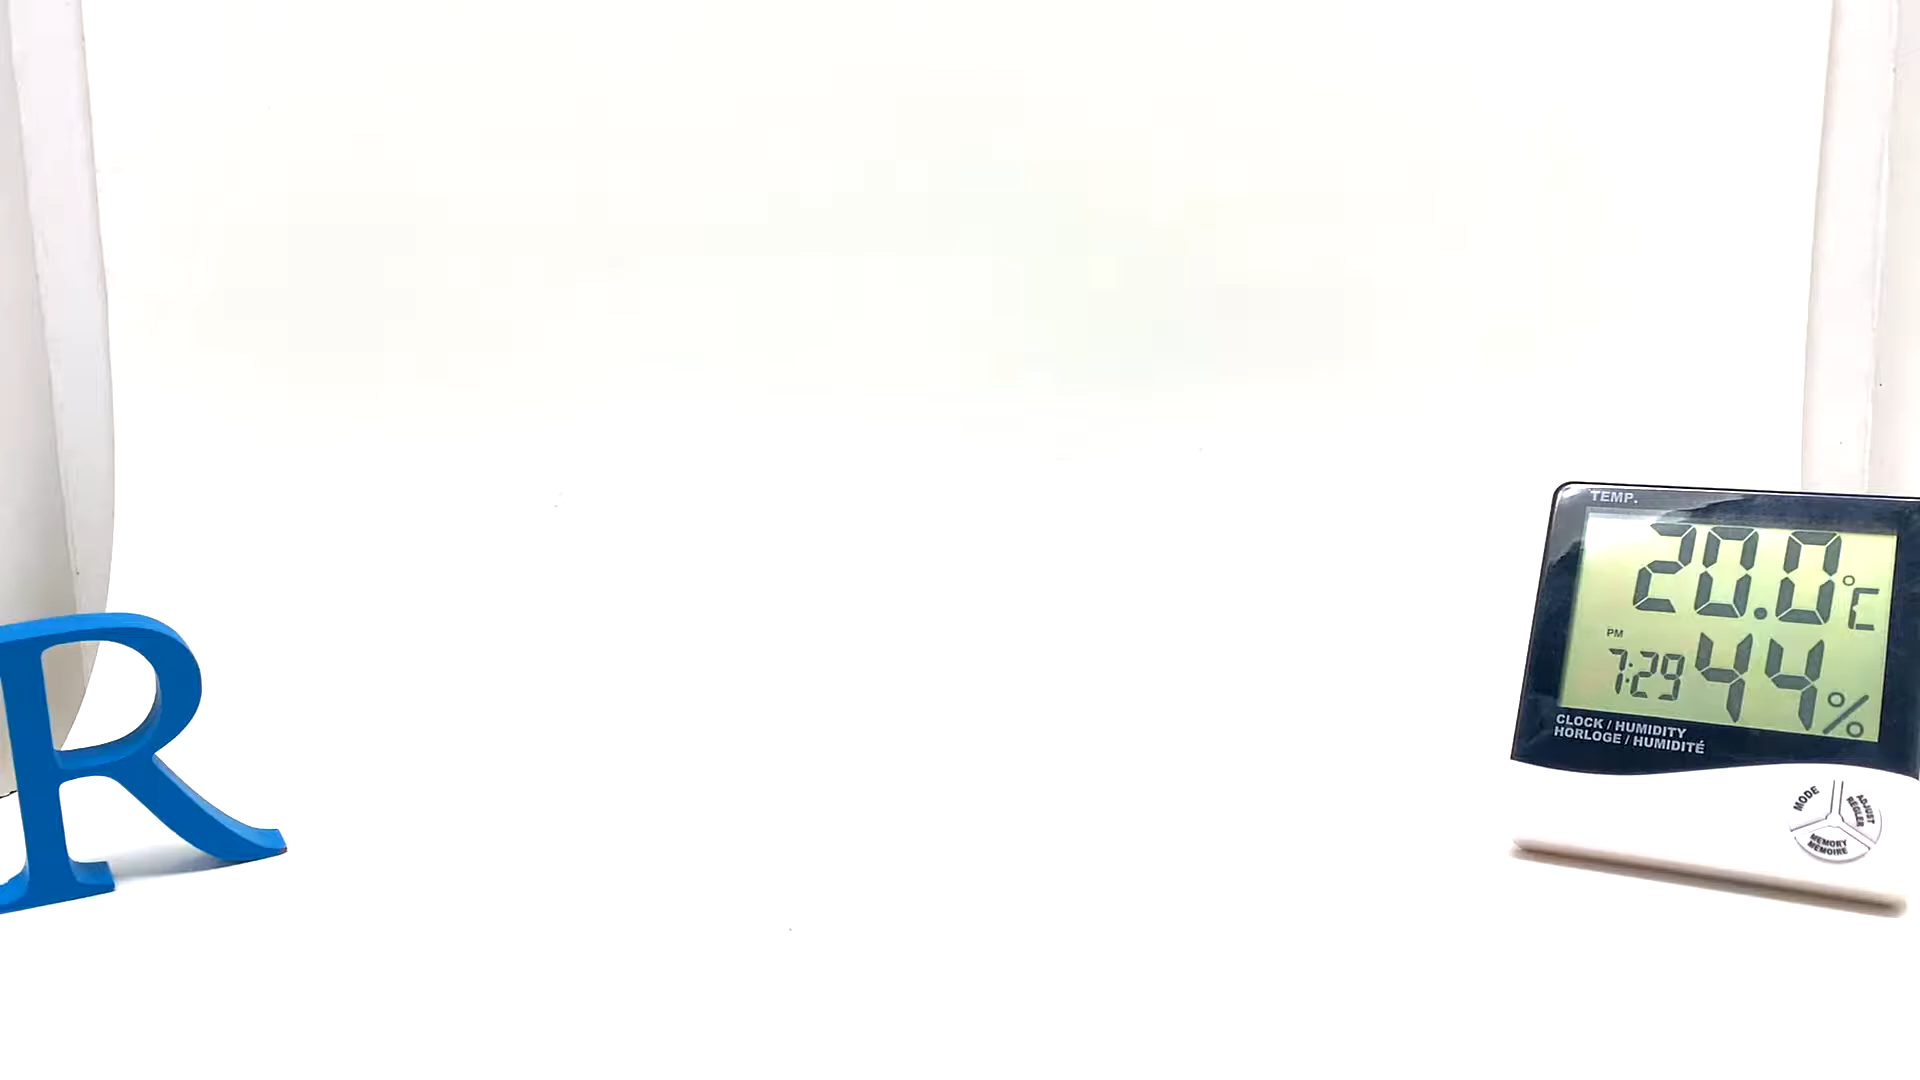 R
TEMP.
20.0°C
PM
7:29 44%
CLOCK / HUMIDITY
HORLOGE / HUMIDITÉ
MODE
ADJUST
RÉGLER
MEMORY
MÉMOIRE